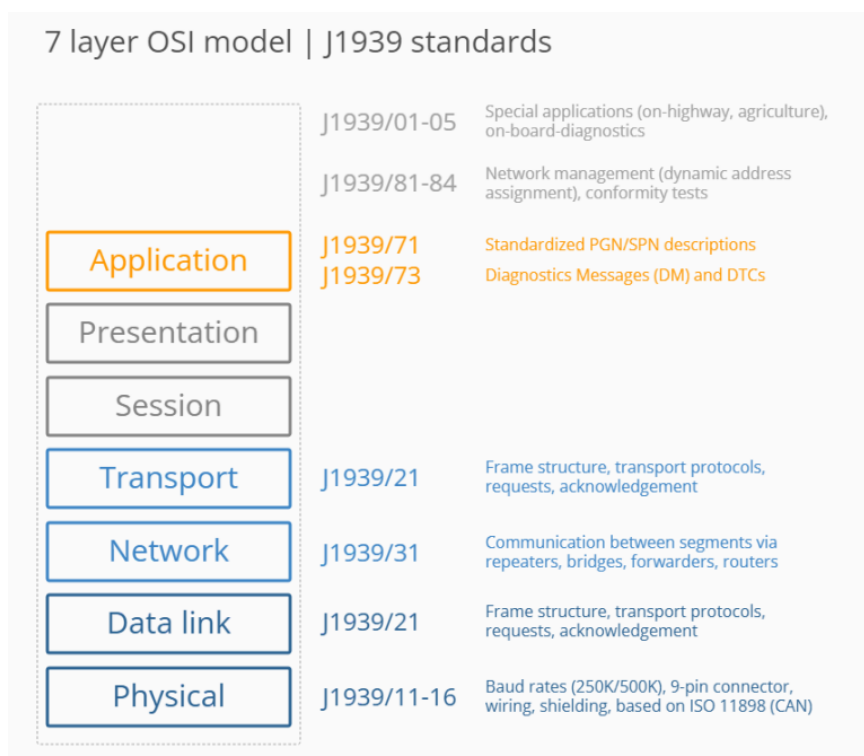 7 layer OSI model | J1939 standards
J1939/01-05
Special applications (on-highway, agriculture),
on-board-diagnostics
J1939/81-84
Network management (dynamic address
assignment), conformity tests
Application
J1939/71
Standardized PGN/SPN descriptions
J1939/73
Diagnostics Messages (DM) and DTCs
Presentation
Session
Transport
J1939/21
Frame structure, transport protocols,
requests, acknowledgement
Network
J1939/31
Communication between segments via
repeaters, bridges, forwarders, routers
Data link
J1939/21
Frame structure, transport protocols,
requests, acknowledgement
Physical
J1939/11-16
Baud rates (250K/500K), 9-pin connector,
wiring, shielding, based on ISO 11898 (CAN)